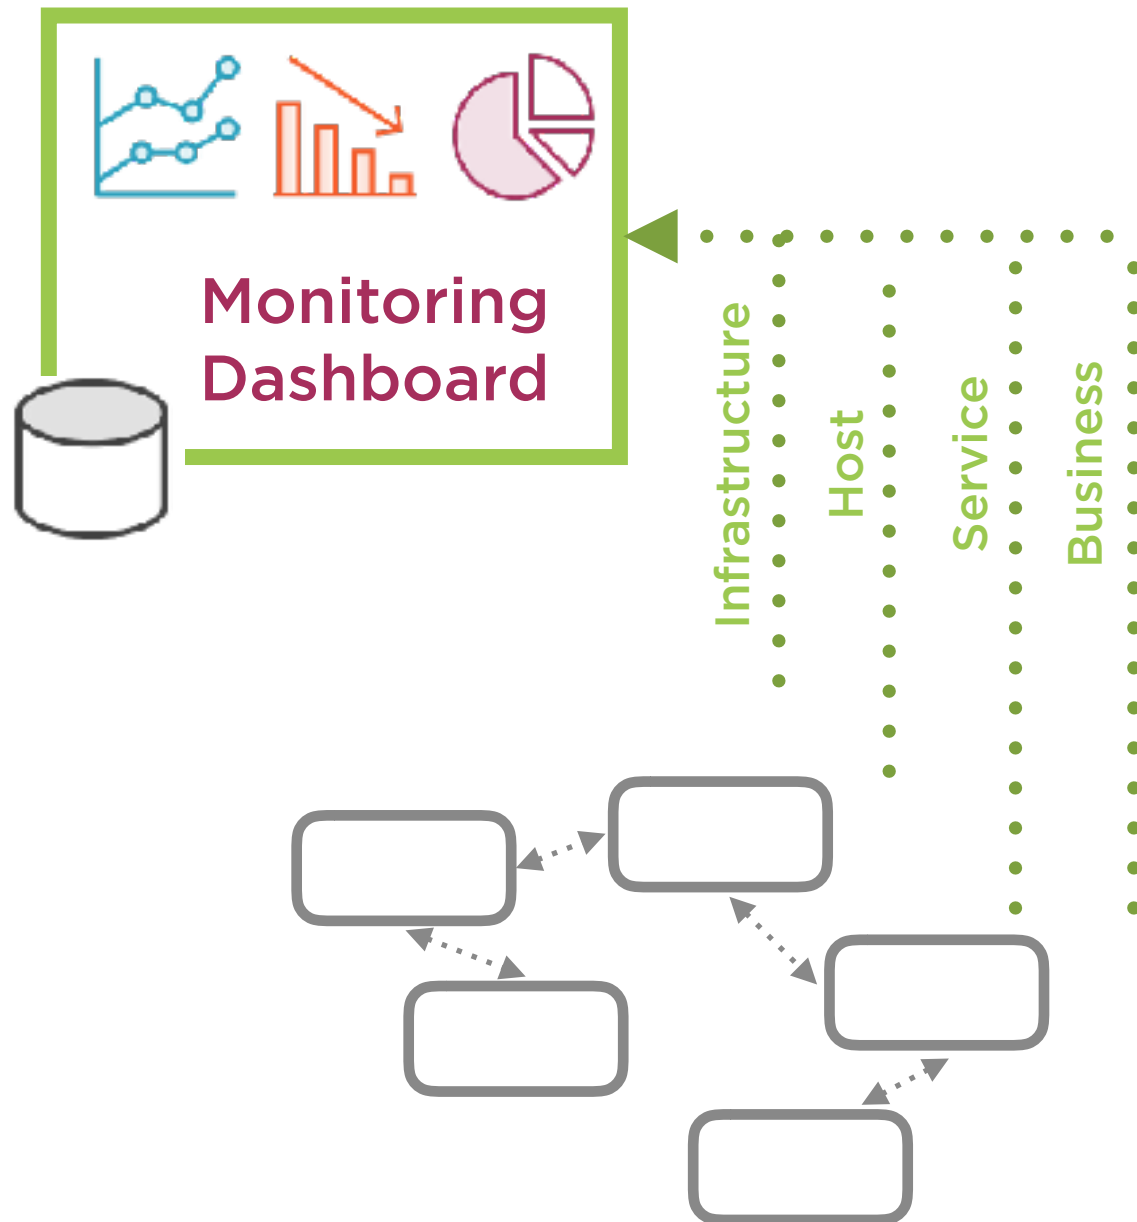 Monitoring
Dashboard
Infrastructure
Host
Service
Business